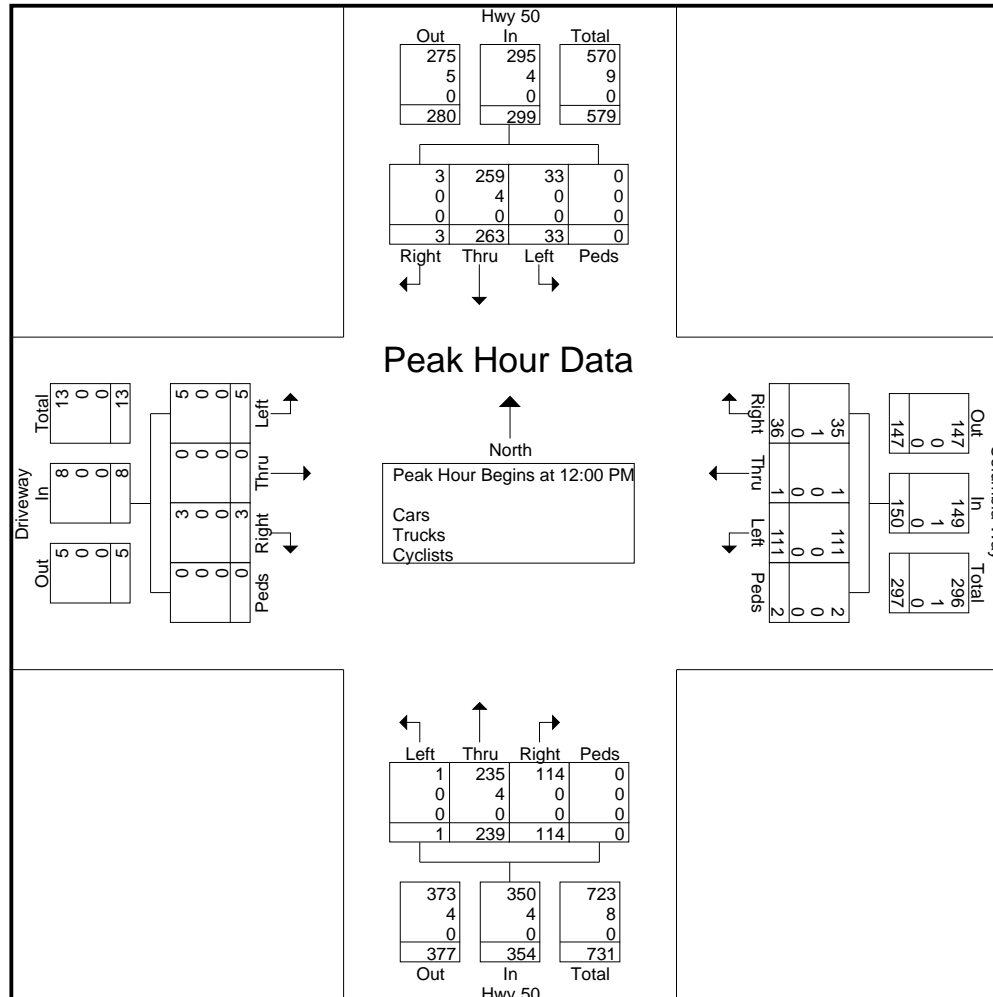 Hwy 50
Out In Total
275 295 570
5 4 9
0 0 0
280 299 579
3 259 33 0
0 4 0 0
0 0 0 0
3 263 33 0
Right Thru Left Peds
Peak Hour Data
North
Peak Hour Begins at 12:00 PM
Cars
Trucks
Cyclists
Driveway
Out In Total
5 8 13
0 0 0
0 0 0
5 8 13
Left Thru Right Peds
5 0 3 0
0 0 0 0
0 0 0 0
5 0 3 0
Right Thru Left Peds
35 1 111 2
1 0 0 0
0 0 0 0
36 1 111 2
Out In Total
147 149 296
0 1 1
0 0 0
147 150 297
Left Thru Right Peds
1 235 114 0
0 4 0 0
0 0 0 0
1 239 114 0
373 350 723
4 4 8
0 0 0
377 354 731
Out In Total
Hwy 50